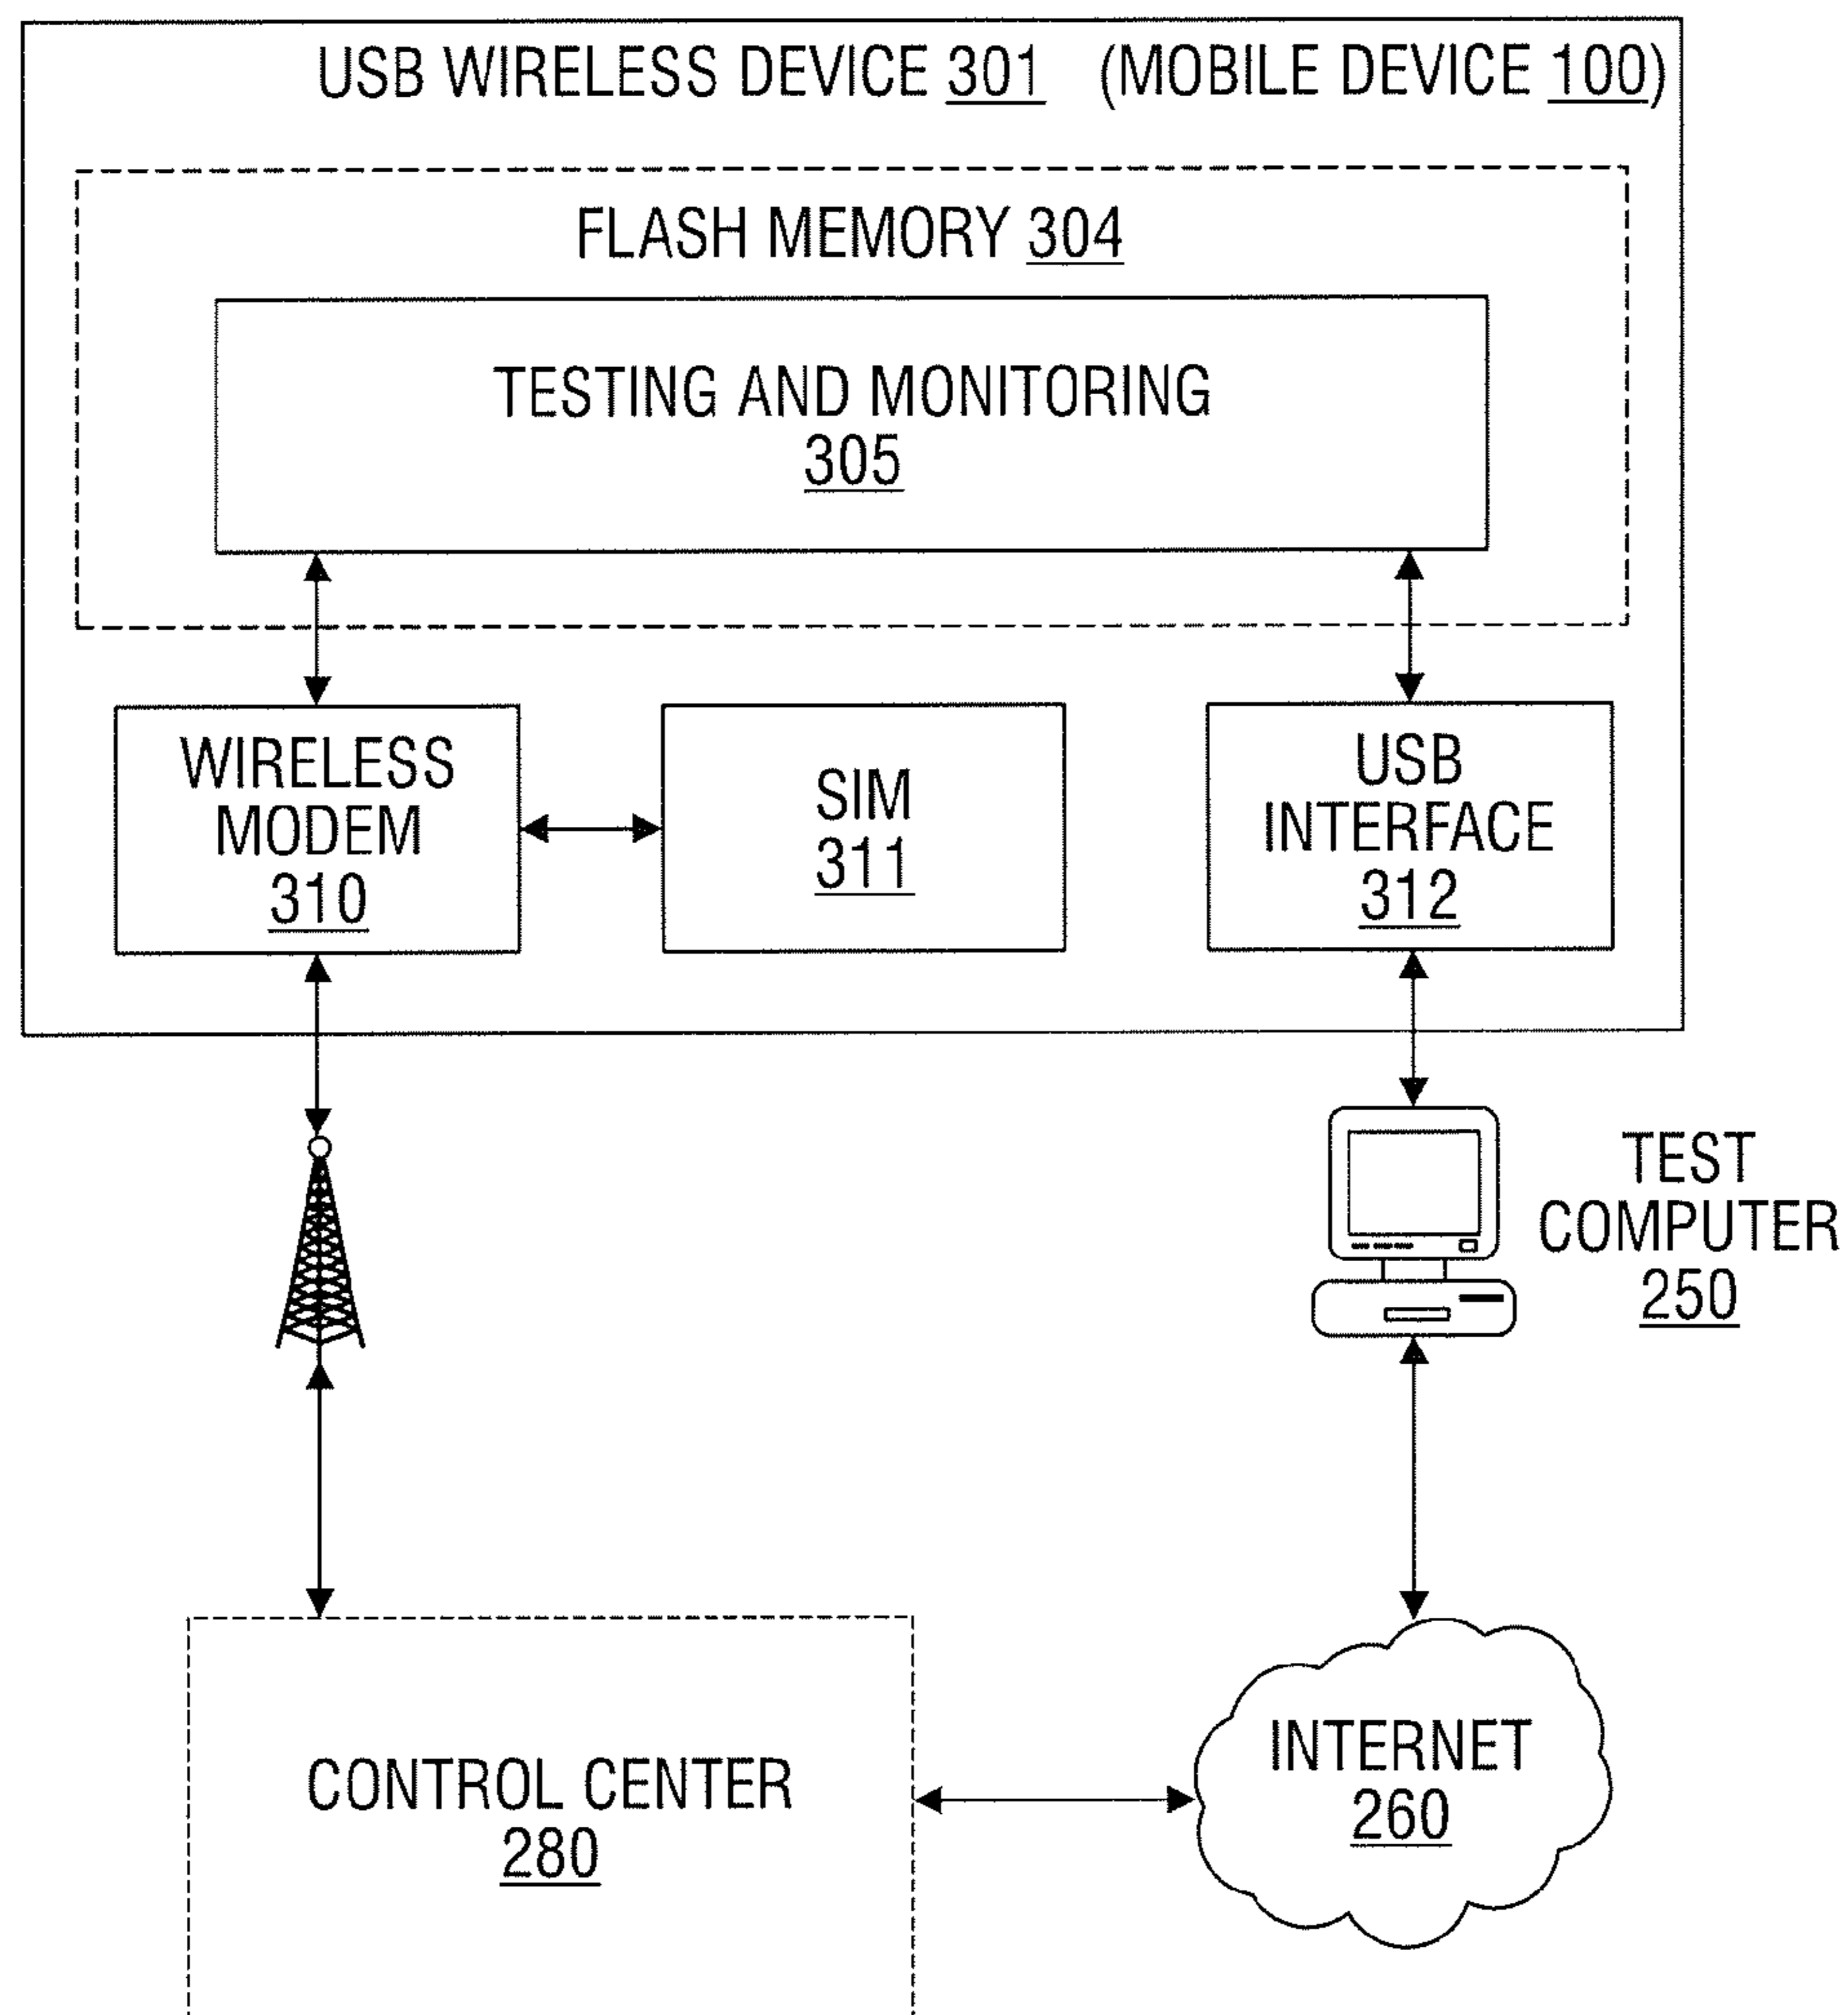 USB WIRELESS DEVICE 301 (MOBILE DEVICE 100)
FLASH MEMORY 304
TESTING AND MONITORING
305
WIRELESS
MODEM
310
SIM
311
USB
INTERFACE
312
TEST
COMPUTER
250
CONTROL CENTER
280
INTERNET
260